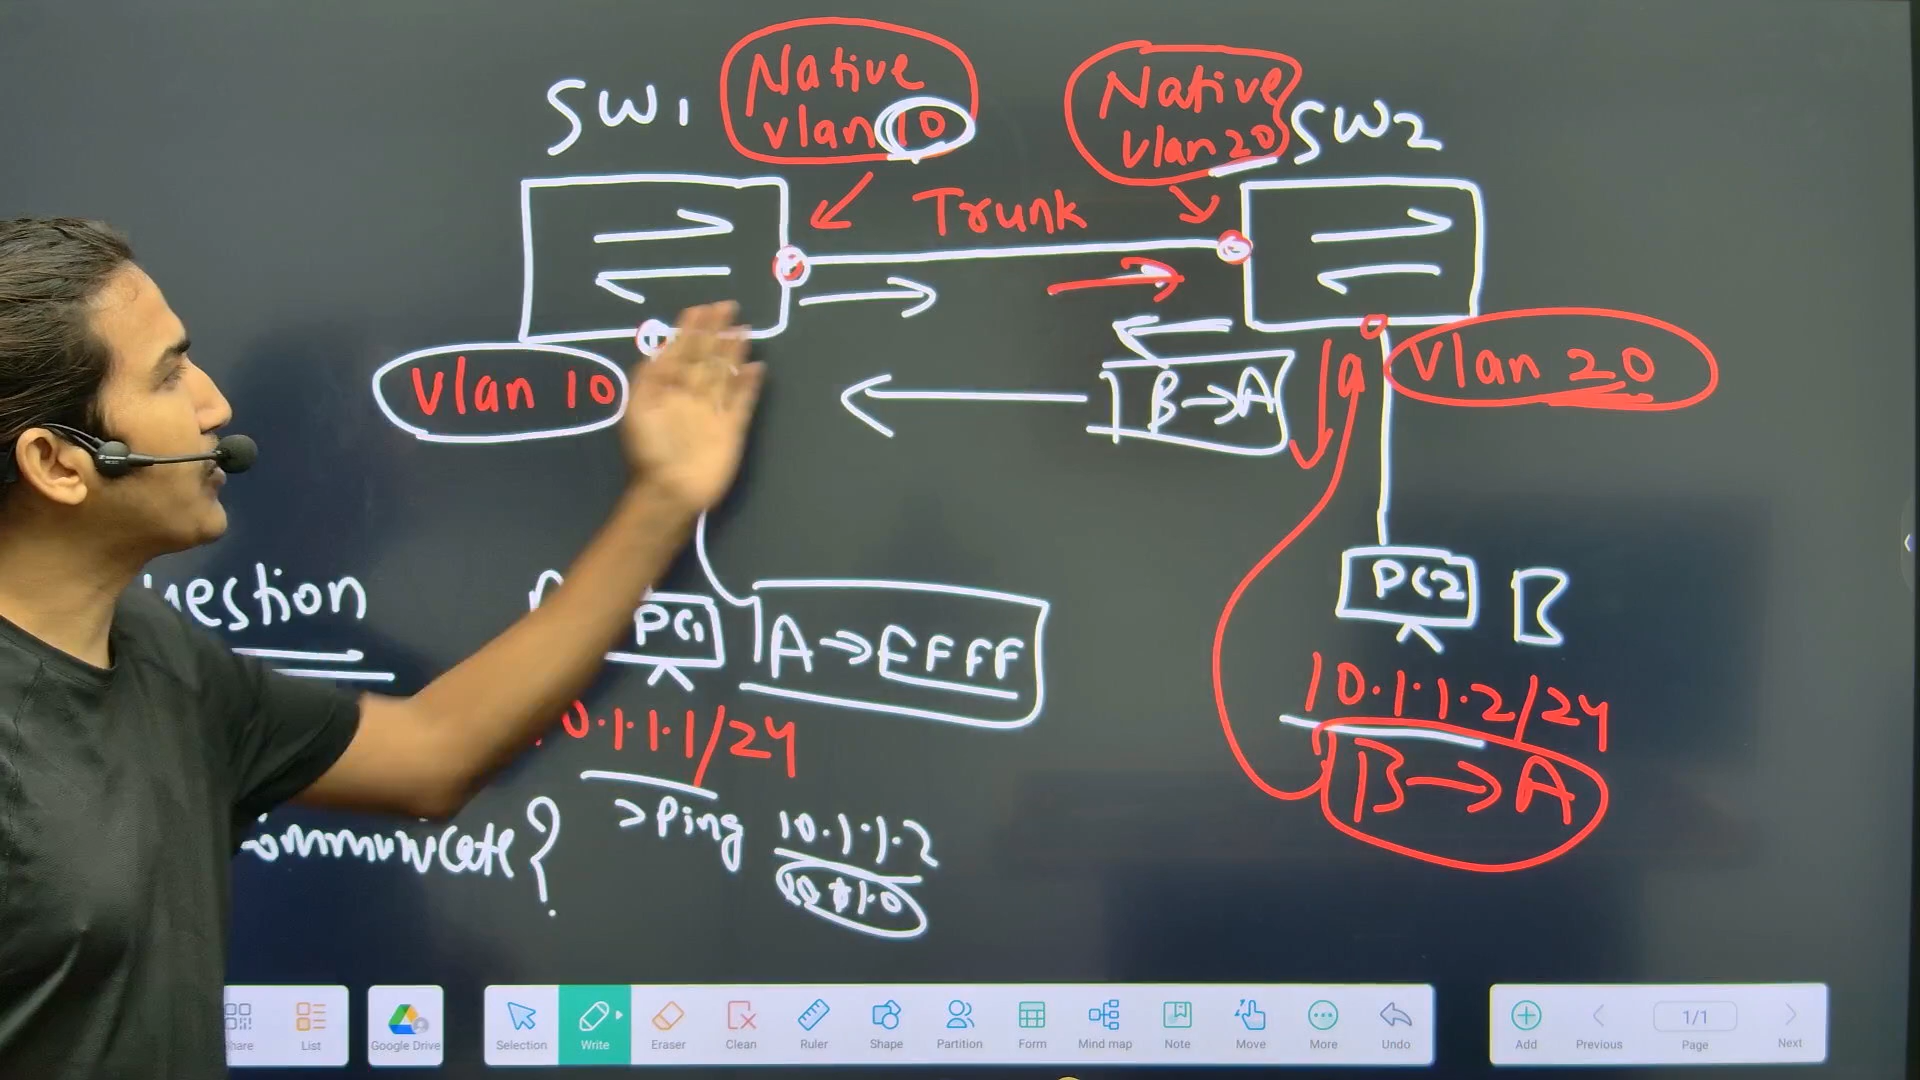 SW1
Native
vlan 10
Native
Vlan 20
SW2
Trunk
Vlan 10
B→A
Vlan 20
PC1
A→FFFF
PC2 B
10.1.1.2/24
0.1.1.1/24
B→A
>Ping 10.1.1.2
ommunicate?
uestion
hare
List
Google Drive
Selection
Write
Eraser
Clean
Ruler
Shape
Partition
Form
Mind map
Note
Move
More
Undo
Add
Previous
1/1
Page
Next